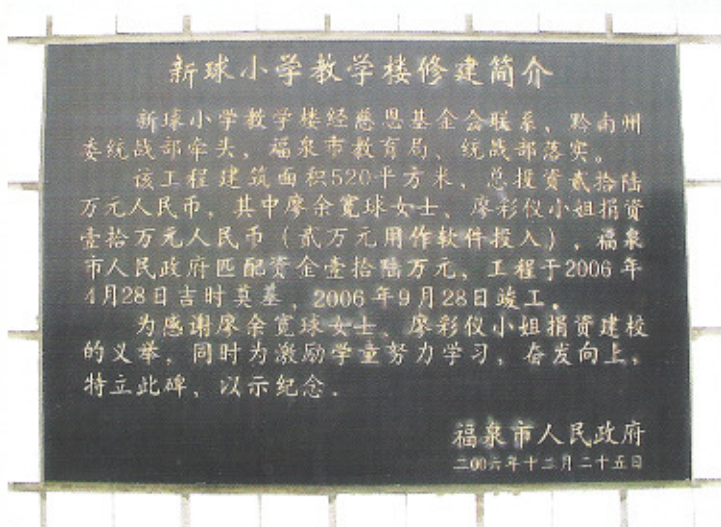 新球小学教学楼修建简介
新球小学教学楼经慈恩基金会联系、黔南州
委统战部牵头，福泉市教育局、统战部落实。
该工程建筑面积520平方米，总投资贰拾陆
万元人民币，其中廖余宽球女士、廖彩仪小姐捐资
壹拾万元人民币（贰万元用作软件投入），福泉
市人民政府匹配资金壹拾陆万元，工程于2006年
4月28日吉时奠基，2006年9月28日竣工。
为感谢廖余宽球女士、廖彩仪小姐捐资建校
的义举，同时为激励学童努力学习，奋发向上，
特立此碑，以示纪念．
福泉市人民政府
二00六年十二月二十五日